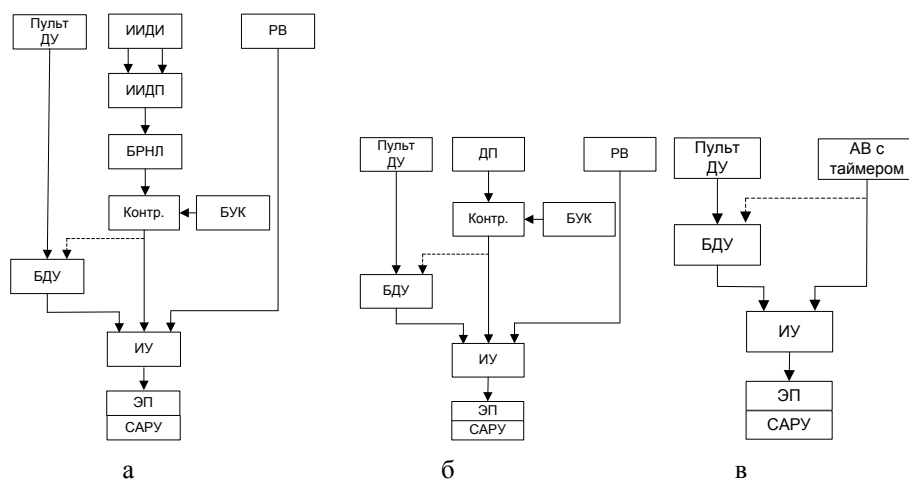 Пульт
ДУ
ИИДИ
РВ
ИИДП
БРНЛ
Контр.
БУК
БДУ
ИУ
ЭП
САРУ
а
Пульт
ДУ
ДП
РВ
Контр.
БУК
БДУ
ИУ
ЭП
САРУ
б
Пульт
ДУ
АВ с
таймером
БДУ
ИУ
ЭП
САРУ
в